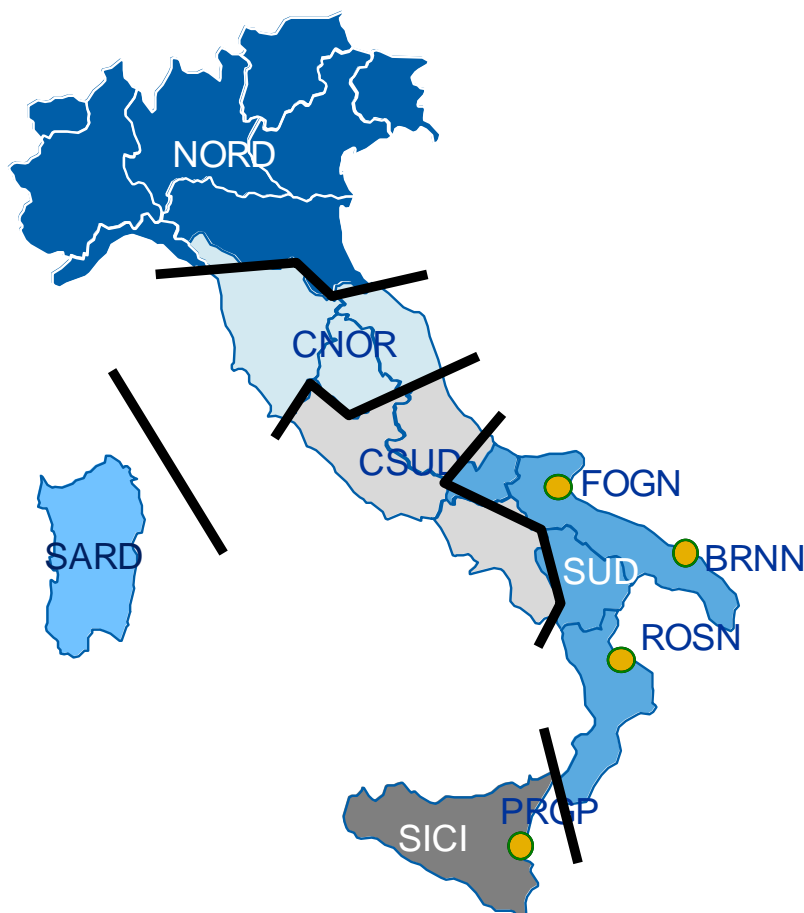 NORD
CNOR
CSUD
FOGN
SARD
BRNN
SUD
ROSN
PRGP
SICI